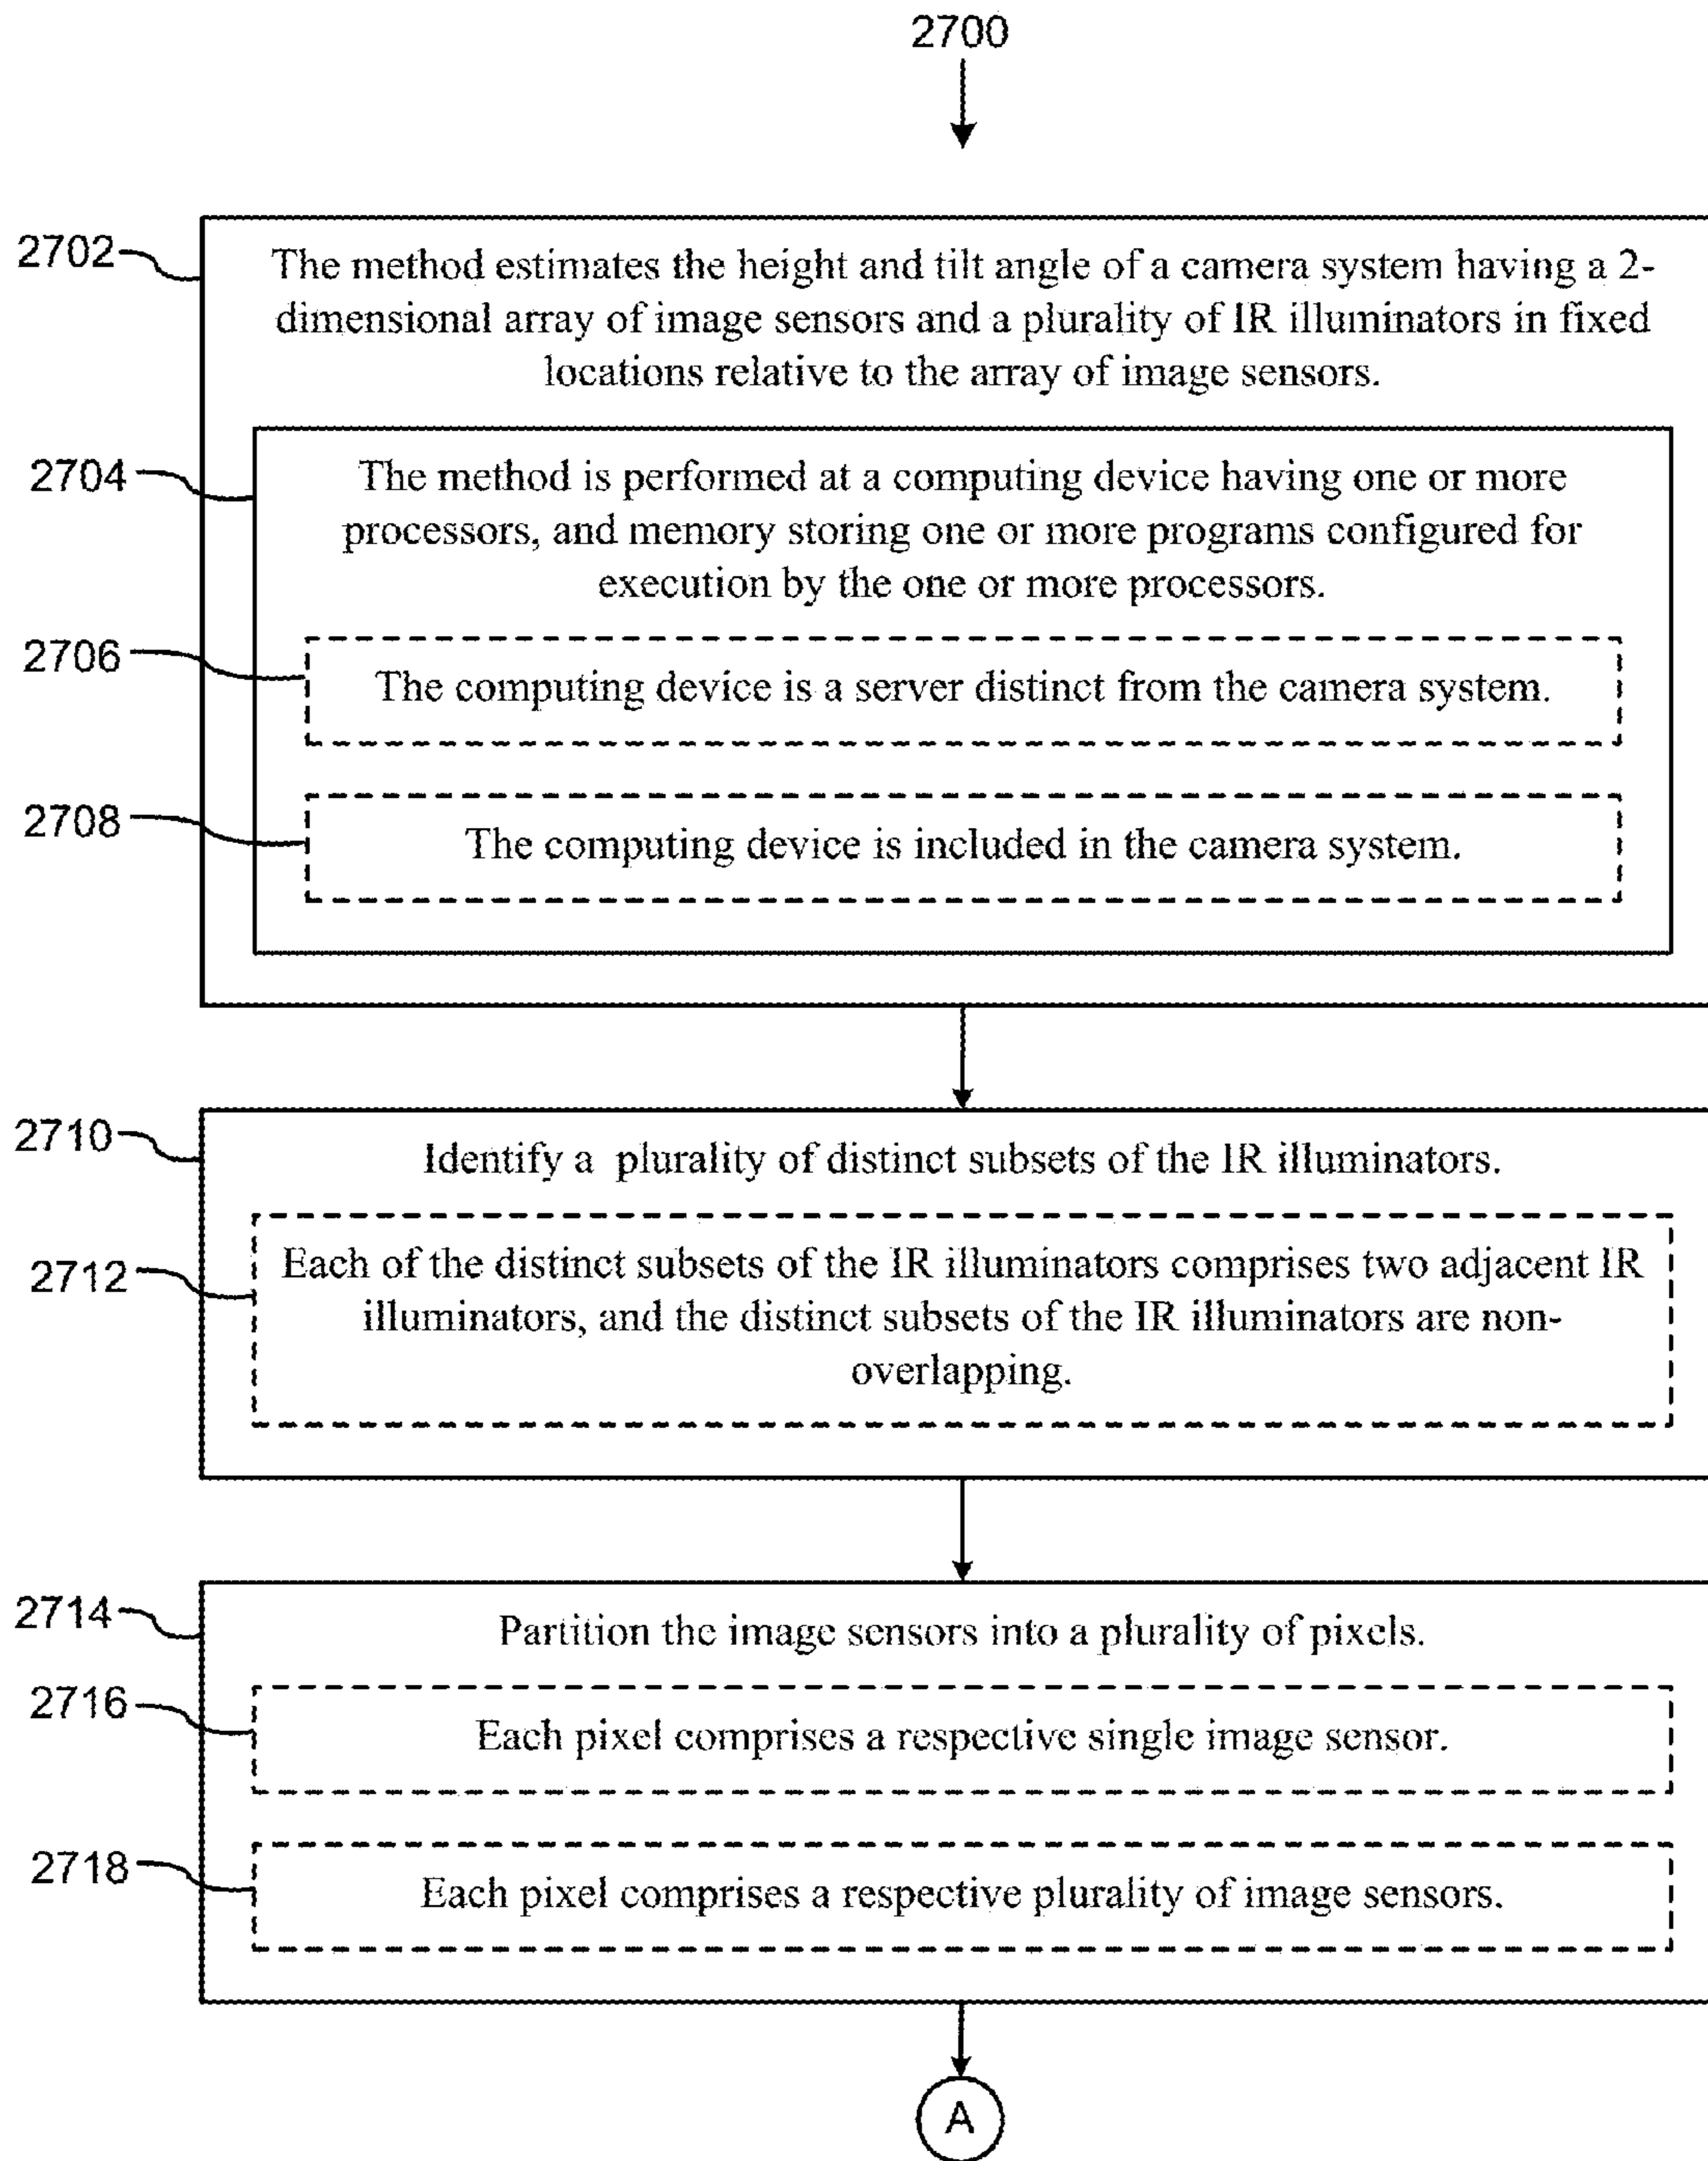 2700
2702
The method estimates the height and tilt angle of a camera system having a 2-
dimensional array of image sensors and a plurality of IR illuminators in fixed
locations relative to the array of image sensors.
2704
The method is performed at a computing device having one or more
processors, and memory storing one or more programs configured for
execution by the one or more processors.
2706
The computing device is a server distinct from the camera system.
2708
The computing device is included in the camera system.
2710
Identify a plurality of distinct subsets of the IR illuminators.
2712
Each of the distinct subsets of the IR illuminators comprises two adjacent IR
illuminators, and the distinct subsets of the IR illuminators are non-
overlapping.
2714
Partition the image sensors into a plurality of pixels.
2716
Each pixel comprises a respective single image sensor.
2718
Each pixel comprises a respective plurality of image sensors.
A